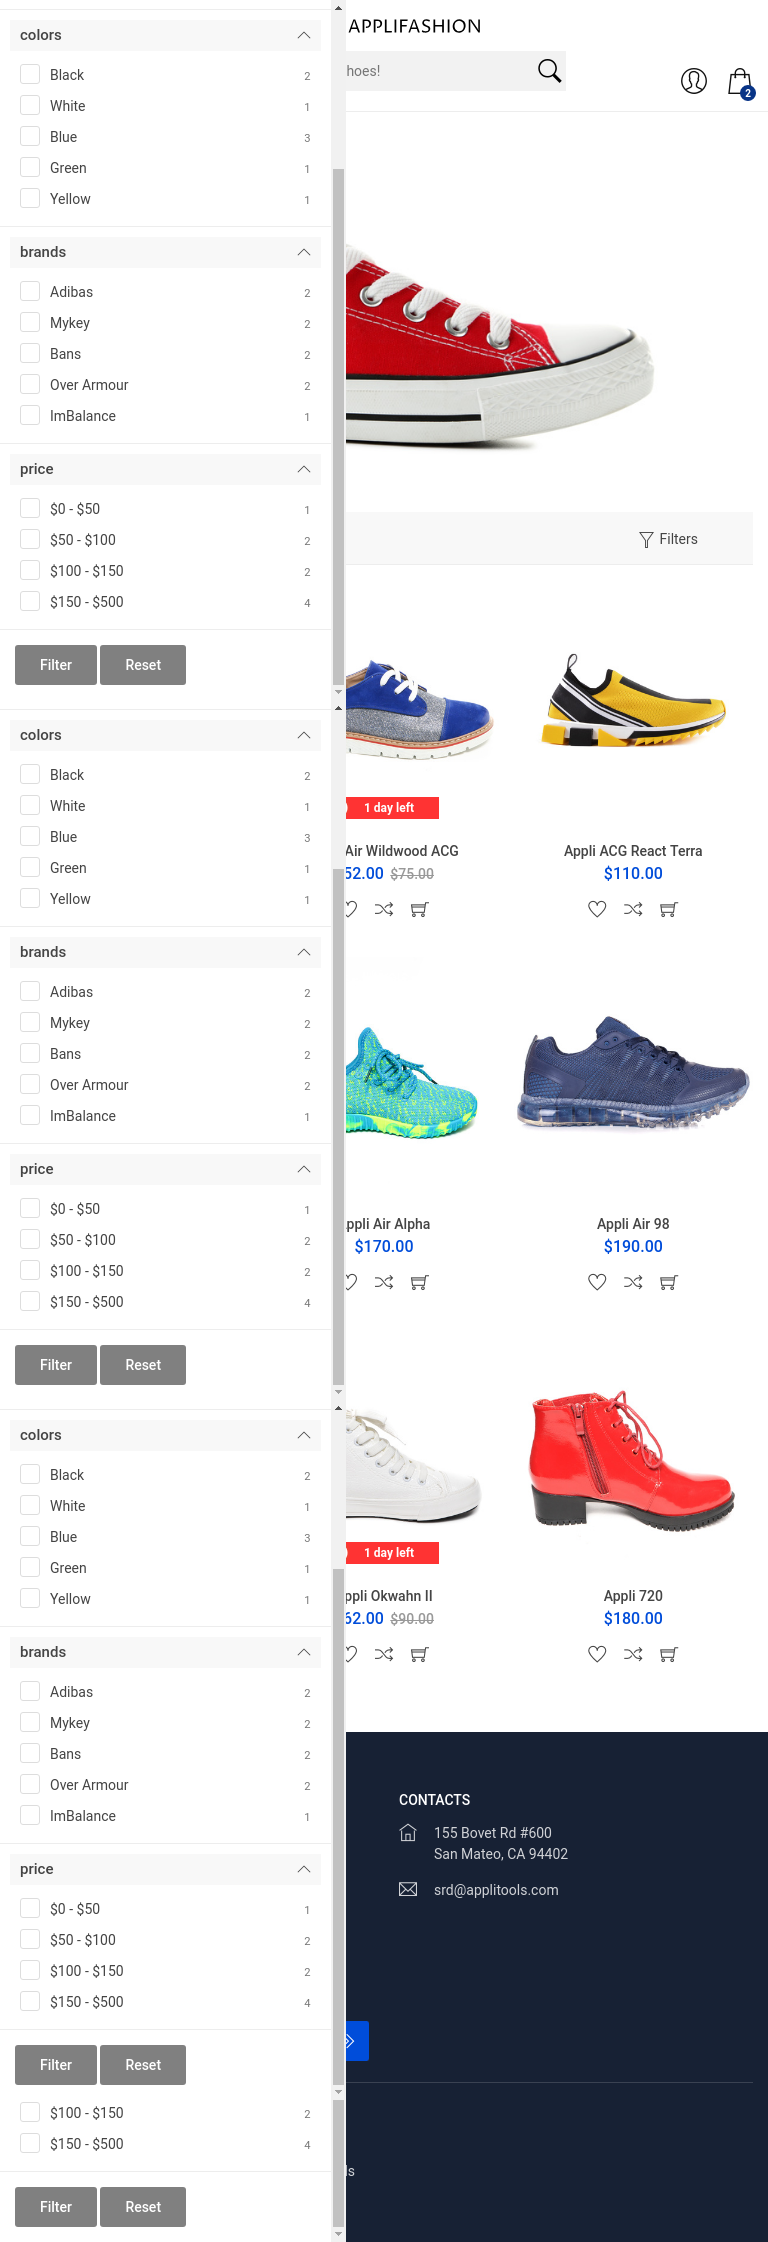 APPLIFASHION
hoes!
2
colors
Black 2
White 1
Blue 3
Green 1
Yellow 1
brands
Adibas 2
Mykey 2
Bans 2
Over Armour 2
ImBalance 1
price
$0 - $50 1
$50 - $100 2
$100 - $150 2
$150 - $500 4
Filter Reset
colors
Black 2
White 1
Blue 3
Green 1
Yellow 1
brands
Adibas 2
Mykey 2
Bans 2
Over Armour 2
ImBalance 1
price
$0 - $50 1
$50 - $100 2
$100 - $150 2
$150 - $500 4
Filter Reset
colors
Black 2
White 1
Blue 3
Green 1
Yellow 1
brands
Adibas 2
Mykey 2
Bans 2
Over Armour 2
ImBalance 1
price
$0 - $50 1
$50 - $100 2
$100 - $150 2
$150 - $500 4
Filter Reset
$100 - $150 2
$150 - $500 4
Filter Reset
Filters
1 day left
Air Wildwood ACG
52.00 $75.00
Appli ACG React Terra
$110.00
ppli Air Alpha
$170.00
Appli Air 98
$190.00
1 day left
ppli Okwahn II
62.00 $90.00
Appli 720
$180.00
CONTACTS
155 Bovet Rd #600
San Mateo, CA 94402
srd@applitools.com
ls